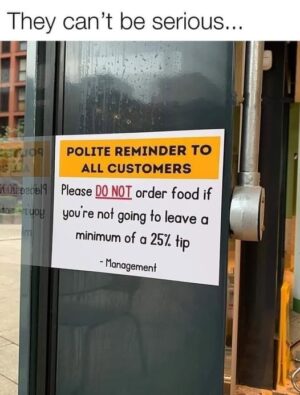 They can't be serious...
POLITE REMINDER TO
ALL CUSTOMERS
Please DO NOT order food if
you're not going to leave a
minimum of a 25% tip
- Management